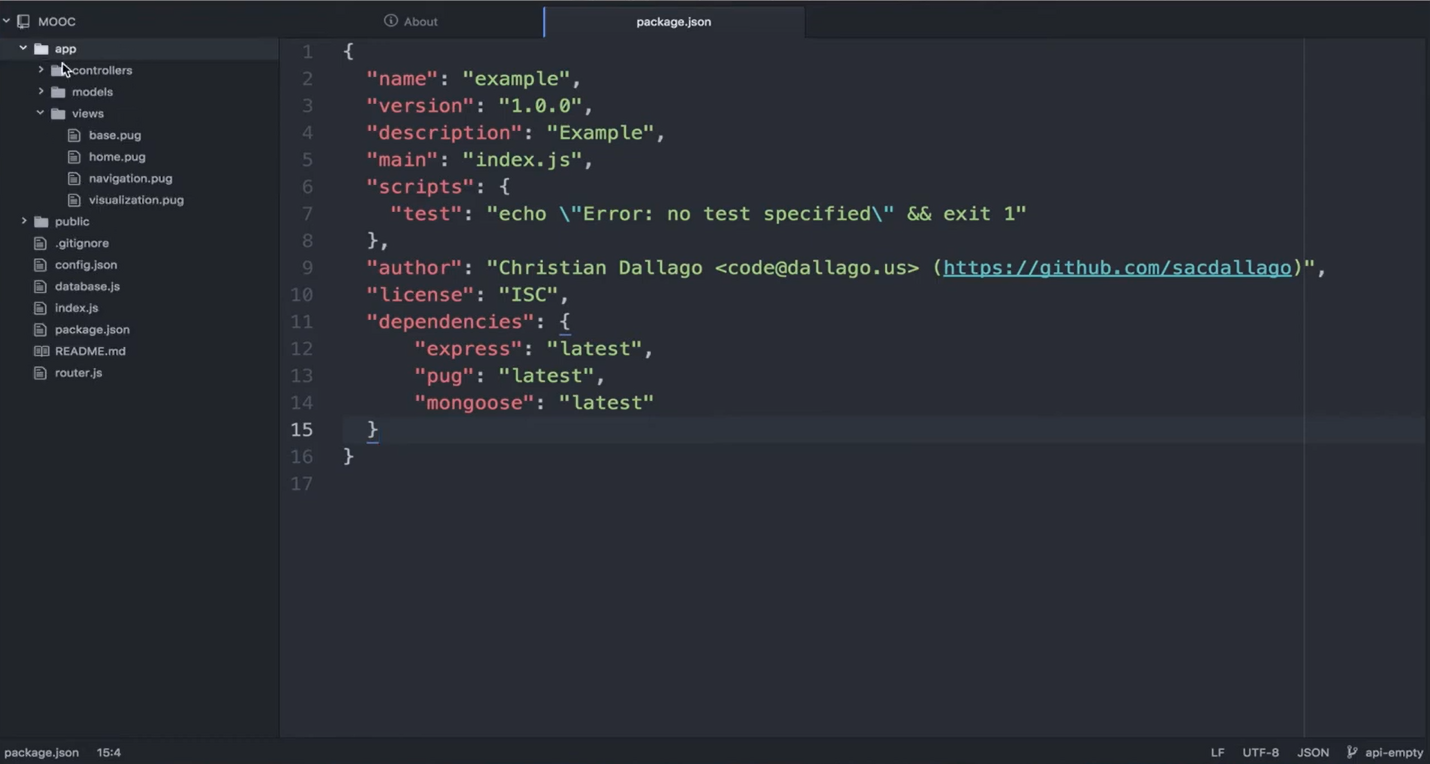 MOOC
About
package.json
app
controllers
models
views
base.pug
home.pug
navigation.pug
visualization.pug
public
.gitignore
config.json
database.js
index.js
package.json
README.md
router.js
1 {
2 "name": "example",
3 "version": "1.0.0",
4 "description": "Example",
5 "main": "index.js",
6 "scripts": {
7 "test": "echo \"Error: no test specified\" && exit 1"
8 },
9 "author": "Christian Dallago <code@dallago.us> (https://github.com/sacdallago)",
10 "license": "ISC",
11 "dependencies": {
12 "express": "latest",
13 "pug": "latest",
14 "mongoose": "latest"
15 }
16 }
17
package.json 15:4
LF UTF-8 JSON api-empty